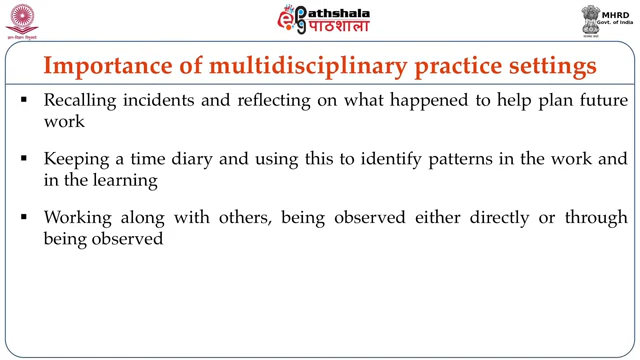 Pathshala
पाठशाला
MHRD
Govt. of India
Importance of multidisciplinary practice settings
▪ Recalling incidents and reflecting on what happened to help plan future
work
▪ Keeping a time diary and using this to identify patterns in the work and
in the learning
▪ Working along with others, being observed either directly or through
being observed